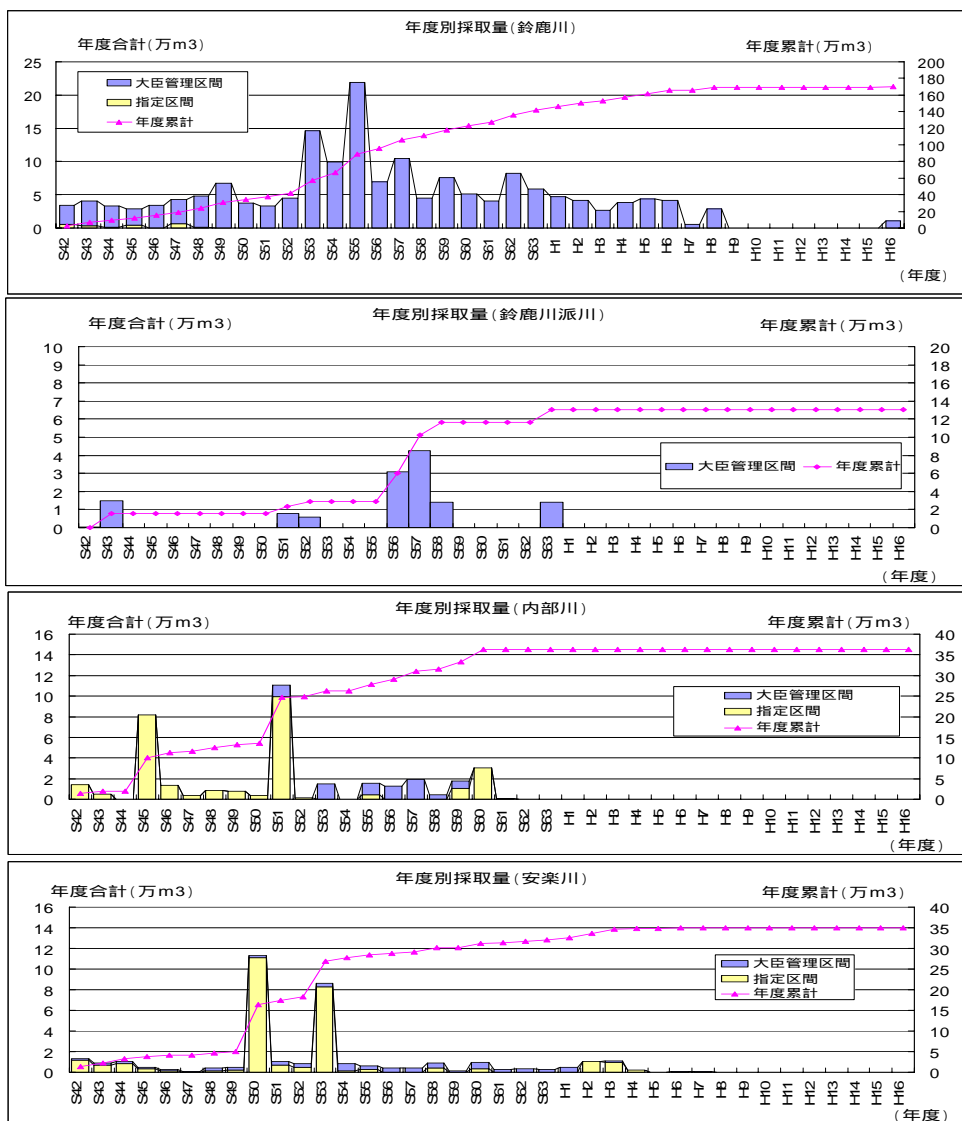 年度別採取量(鈴鹿川)
年度合計(万m3)
年度累計(万m3)
25
20
15
10
5
0
200
180
160
140
120
100
80
60
40
20
0
大臣管理区間
指定区間
年度累計
S42 S43 S44 S45 S46 S47 S48 S49 S50 S51 S52 S53 S54 S55 S56 S57 S58 S59 S60 S61 S62 S63 H1 H2 H3 H4 H5 H6 H7 H8 H9 H10 H11 H12 H13 H14 H15 H16
(年度)
年度別採取量(鈴鹿川派川)
年度合計(万m3)
年度累計(万m3)
10
9
8
7
6
5
4
3
2
1
0
20
18
16
14
12
10
8
6
4
2
0
大臣管理区間 年度累計
S42 S43 S44 S45 S46 S47 S48 S49 S50 S51 S52 S53 S54 S55 S56 S57 S58 S59 S60 S61 S62 S63 H1 H2 H3 H4 H5 H6 H7 H8 H9 H10 H11 H12 H13 H14 H15 H16
(年度)
年度別採取量(内部川)
年度合計(万m3)
年度累計(万m3)
16
14
12
10
8
6
4
2
0
40
35
30
25
20
15
10
5
0
大臣管理区間
指定区間
年度累計
S42 S43 S44 S45 S46 S47 S48 S49 S50 S51 S52 S53 S54 S55 S56 S57 S58 S59 S60 S61 S62 S63 H1 H2 H3 H4 H5 H6 H7 H8 H9 H10 H11 H12 H13 H14 H15 H16
(年度)
年度別採取量(安楽川)
年度合計(万m3)
年度累計(万m3)
16
14
12
10
8
6
4
2
0
40
35
30
25
20
15
10
5
0
大臣管理区間
指定区間
年度累計
S42 S43 S44 S45 S46 S47 S48 S49 S50 S51 S52 S53 S54 S55 S56 S57 S58 S59 S60 S61 S62 S63 H1 H2 H3 H4 H5 H6 H7 H8 H9 H10 H11 H12 H13 H14 H15 H16
(年度)